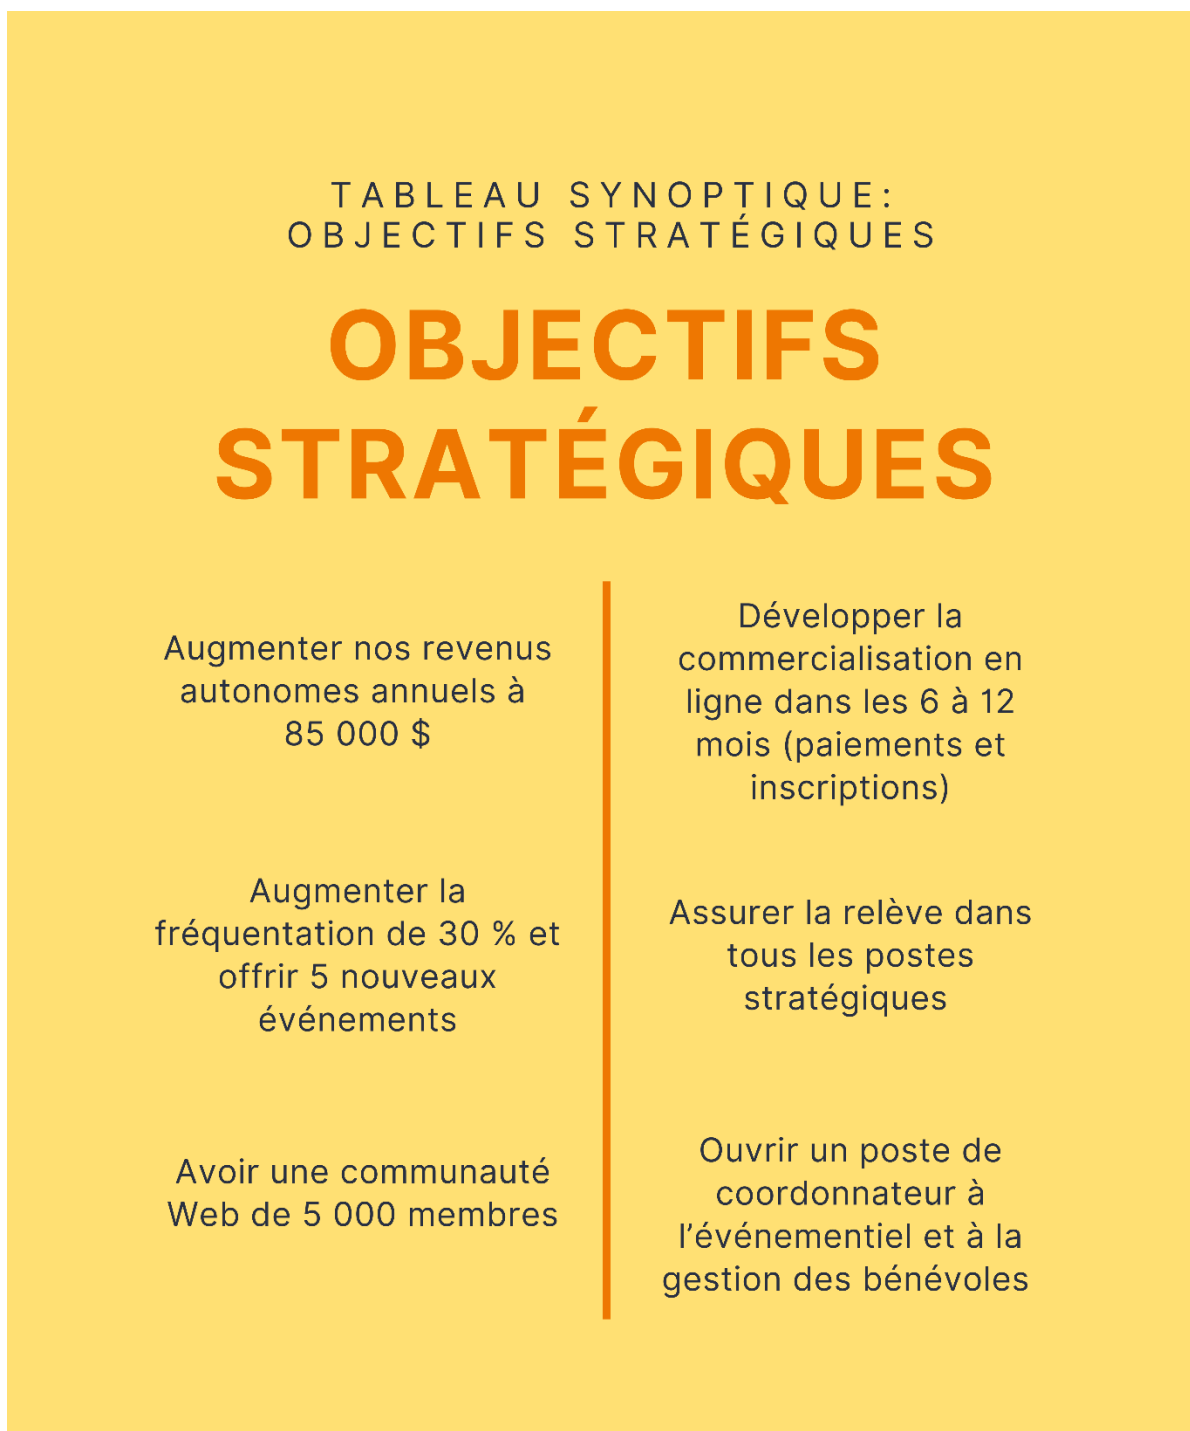 TABLEAU SYNOPTIQUE:
OBJECTIFS STRATÉGIQUES
OBJECTIFS
STRATÉGIQUES
Augmenter nos revenus
autonomes annuels à
85 000 $
Augmenter la
fréquentation de 30 % et
offrir 5 nouveaux
événements
Avoir une communauté
Web de 5 000 membres
Développer la
commercialisation en
ligne dans les 6 à 12
mois (paiements et
inscriptions)
Assurer la relève dans
tous les postes
stratégiques
Ouvrir un poste de
coordonnateur à
l’événementiel et à la
gestion des bénévoles